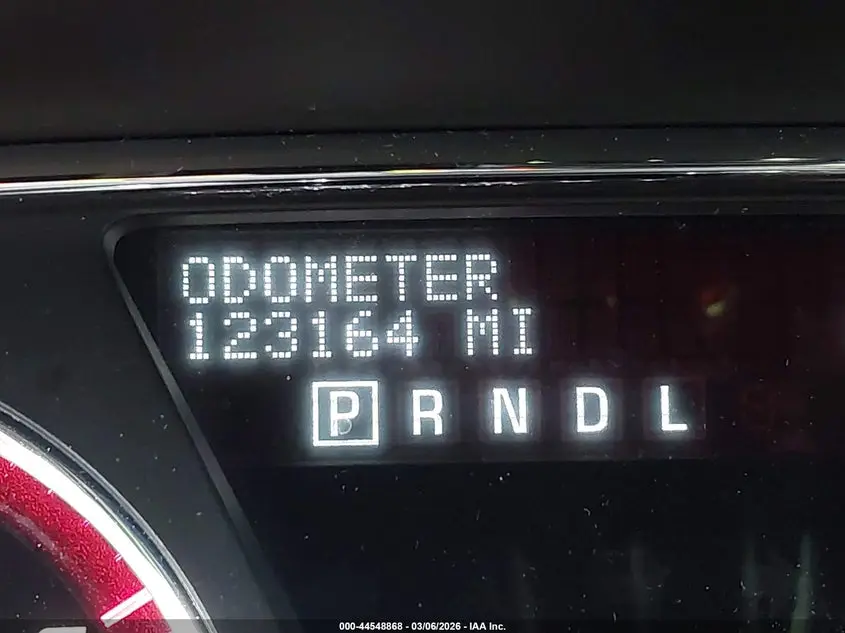 ODOMETER
123164 MI
P R N D L
000-44548868 - 03/06/2026 - IAA Inc.